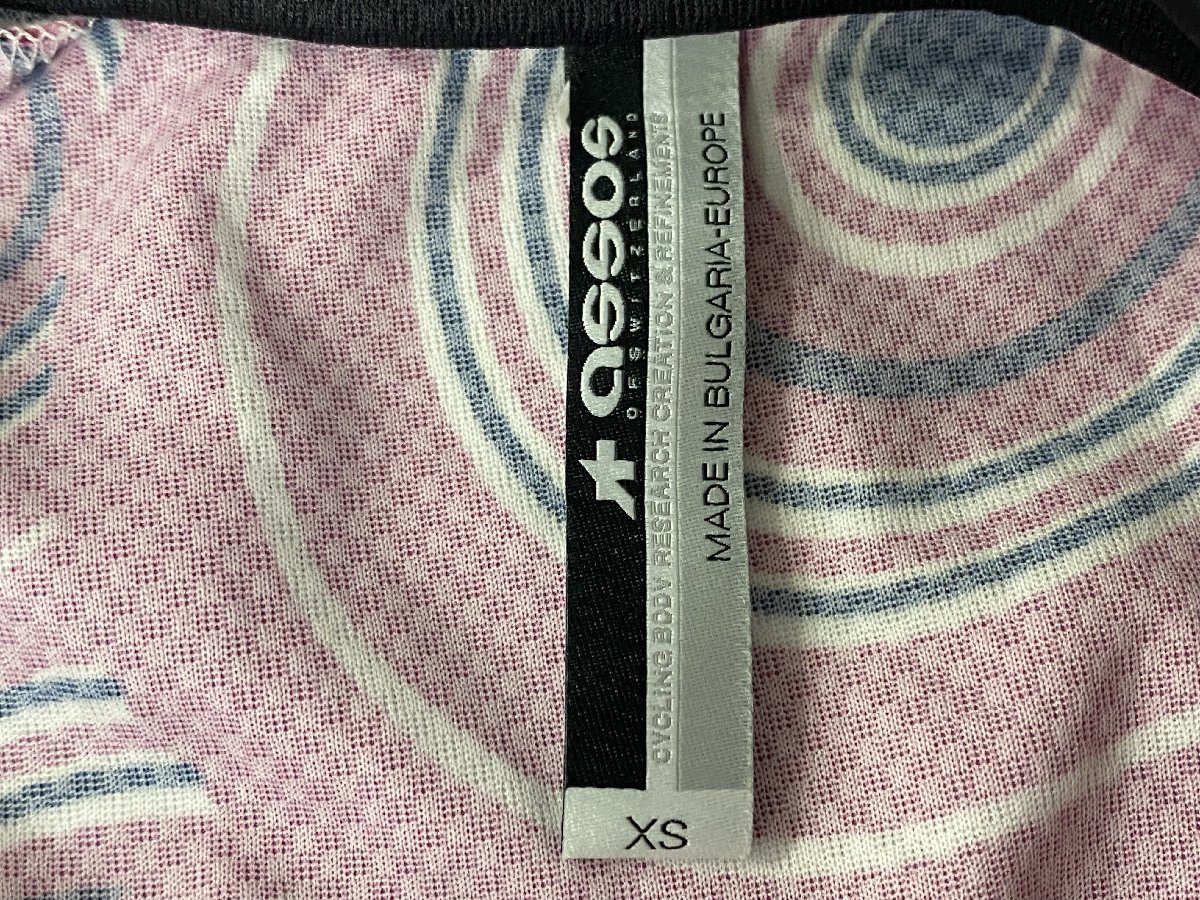 assos
OF SWITZERLAND
CYCLING BODY RESEARCH CREATION & REFINEMENTS
MADE IN BULGARIA-EUROPE
XS